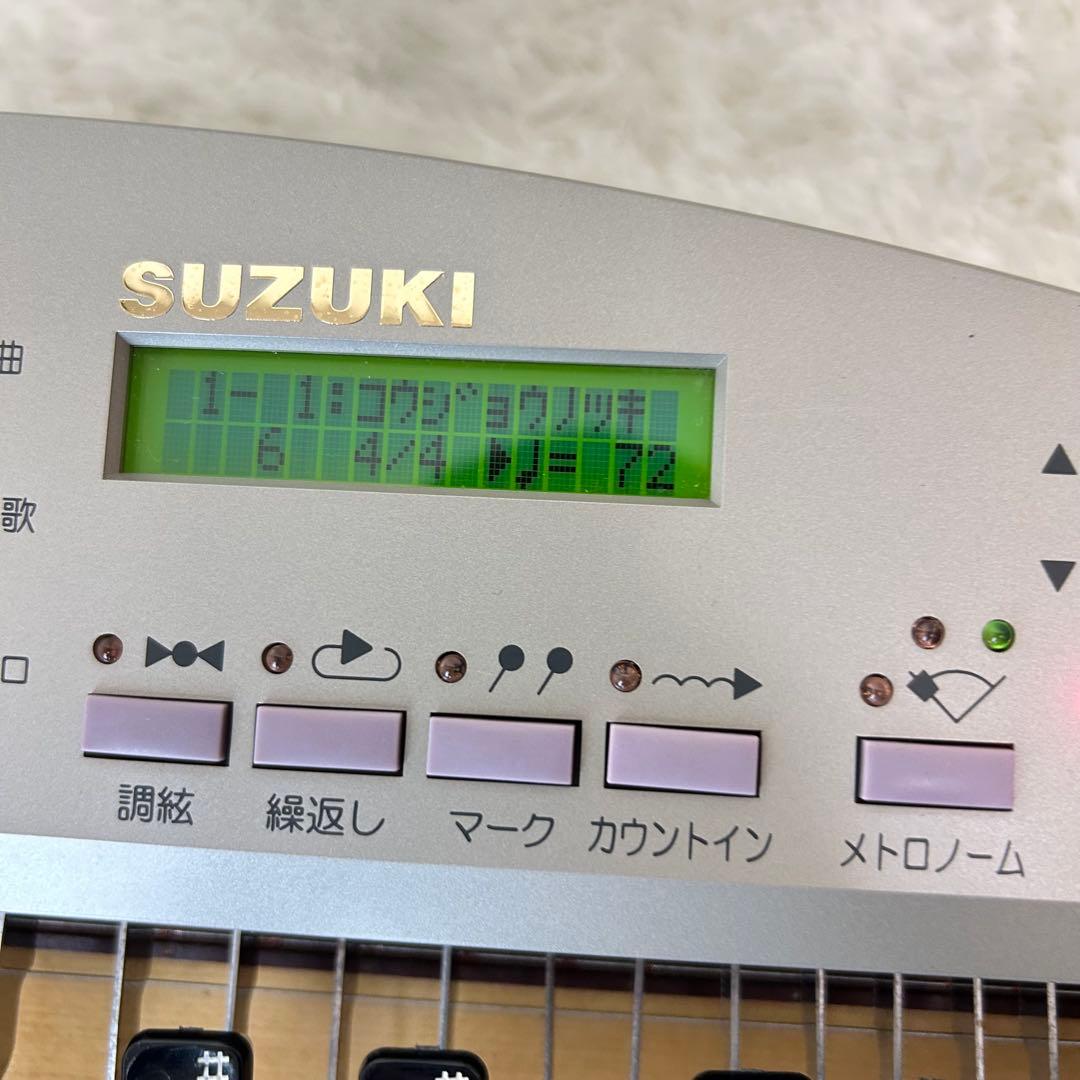 SUZUKI
曲
1- 1:コウジョウノツキ
6 4/4 ▶♩= 72
歌
▲
▼
口
調絃 繰返し マーク カウントイン メトロノーム
# #